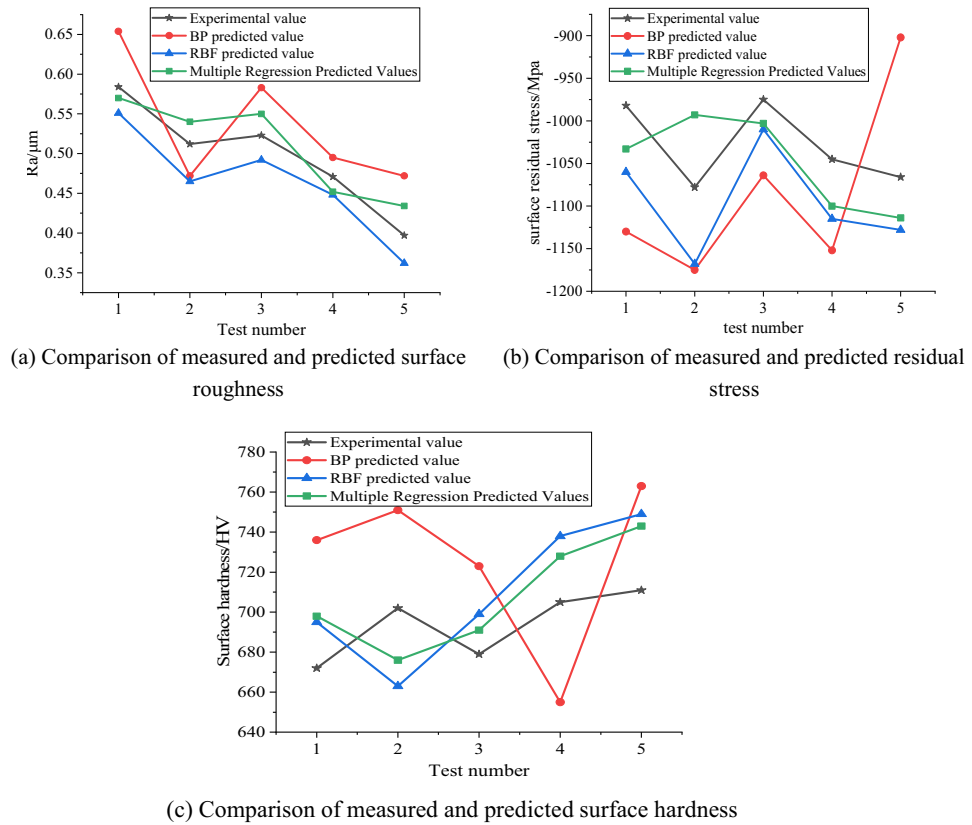 Experimental value
BP predicted value
RBF predicted value
Multiple Regression Predicted Values
0.65
0.60
0.55
0.50
0.45
0.40
0.35
Ra/μm
1 2 3 4 5
Test number
(a) Comparison of measured and predicted surface
roughness
Experimental value
BP predicted value
RBF predicted value
Multiple Regression Predicted Values
-900
-950
-1000
-1050
-1100
-1150
-1200
surface residual stress/Mpa
1 2 3 4 5
test number
(b) Comparison of measured and predicted residual
stress
Experimental value
BP predicted value
RBF predicted value
Multiple Regression Predicted Values
780
760
740
720
700
680
660
640
Surface hardness/HV
1 2 3 4 5
Test number
(c) Comparison of measured and predicted surface hardness